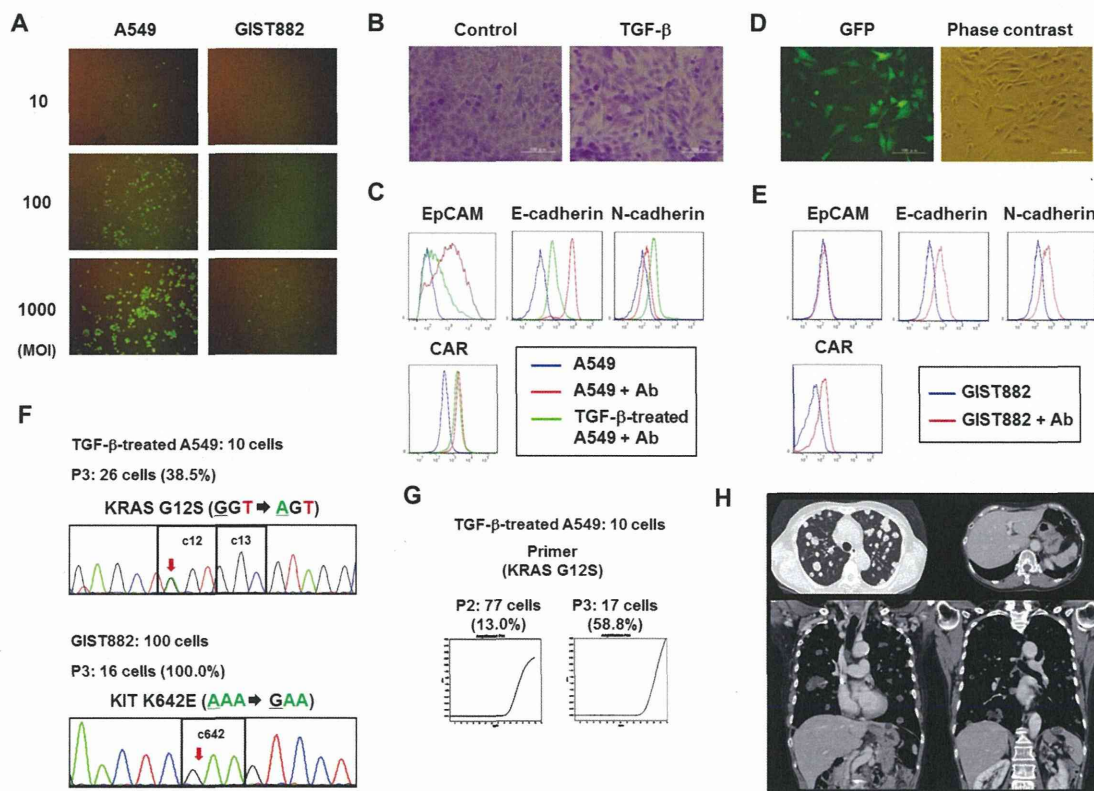 A
A549 GIST882
10
100
1000
(MOI)
B
Control TGF-β
C
EpCAM E-cadherin N-cadherin
CAR
A549
A549 + Ab
TGF-β-treated
A549 + Ab
D
GFP Phase contrast
E
EpCAM E-cadherin N-cadherin
CAR
GIST882
GIST882 + Ab
F
TGF-β-treated A549: 10 cells
P3: 26 cells (38.5%)
KRAS G12S (GGT ➡ AGT)
c12 c13
GIST882: 100 cells
P3: 16 cells (100.0%)
KIT K642E (AAA ➡ GAA)
c642
G
TGF-β-treated A549: 10 cells
Primer
(KRAS G12S)
P2: 77 cells P3: 17 cells
(13.0%) (58.8%)
Amplification Plot Amplification Plot
H